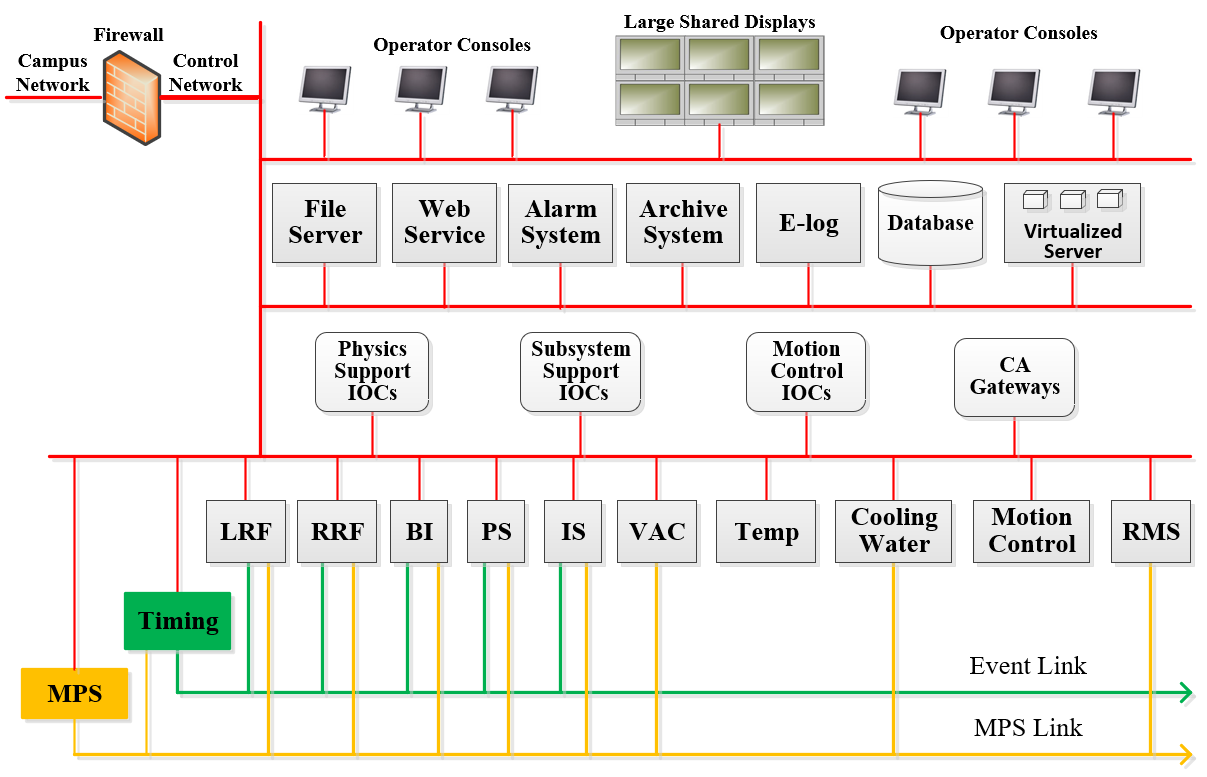 Large Shared Displays
Firewall
Operator Consoles
Operator Consoles
Campus
Network
Control
Network
File
Server
Web
Service
Alarm
System
Archive
System
E-log
Database
Virtualized
Server
Physics
Support
IOCs
Subsystem
Support
IOCs
Motion
Control
IOCs
CA
Gateways
LRF
RRF
BI
PS
IS
VAC
Temp
Cooling
Water
Motion
Control
RMS
Timing
Event Link
MPS
MPS Link